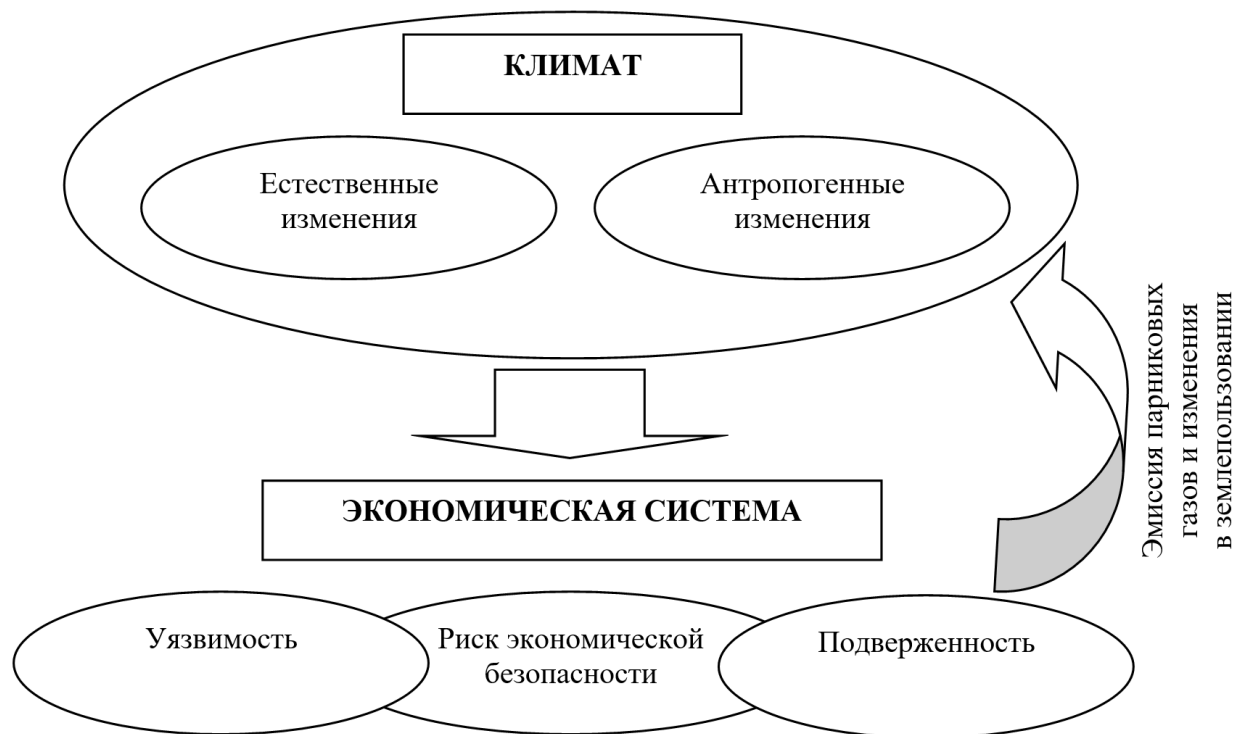 КЛИМАТ
Естественные
изменения
Антропогенные
изменения
Эмиссия парниковых
газов и изменения
в землепользовании
ЭКОНОМИЧЕСКАЯ СИСТЕМА
Уязвимость
Риск экономической
безопасности
Подверженность